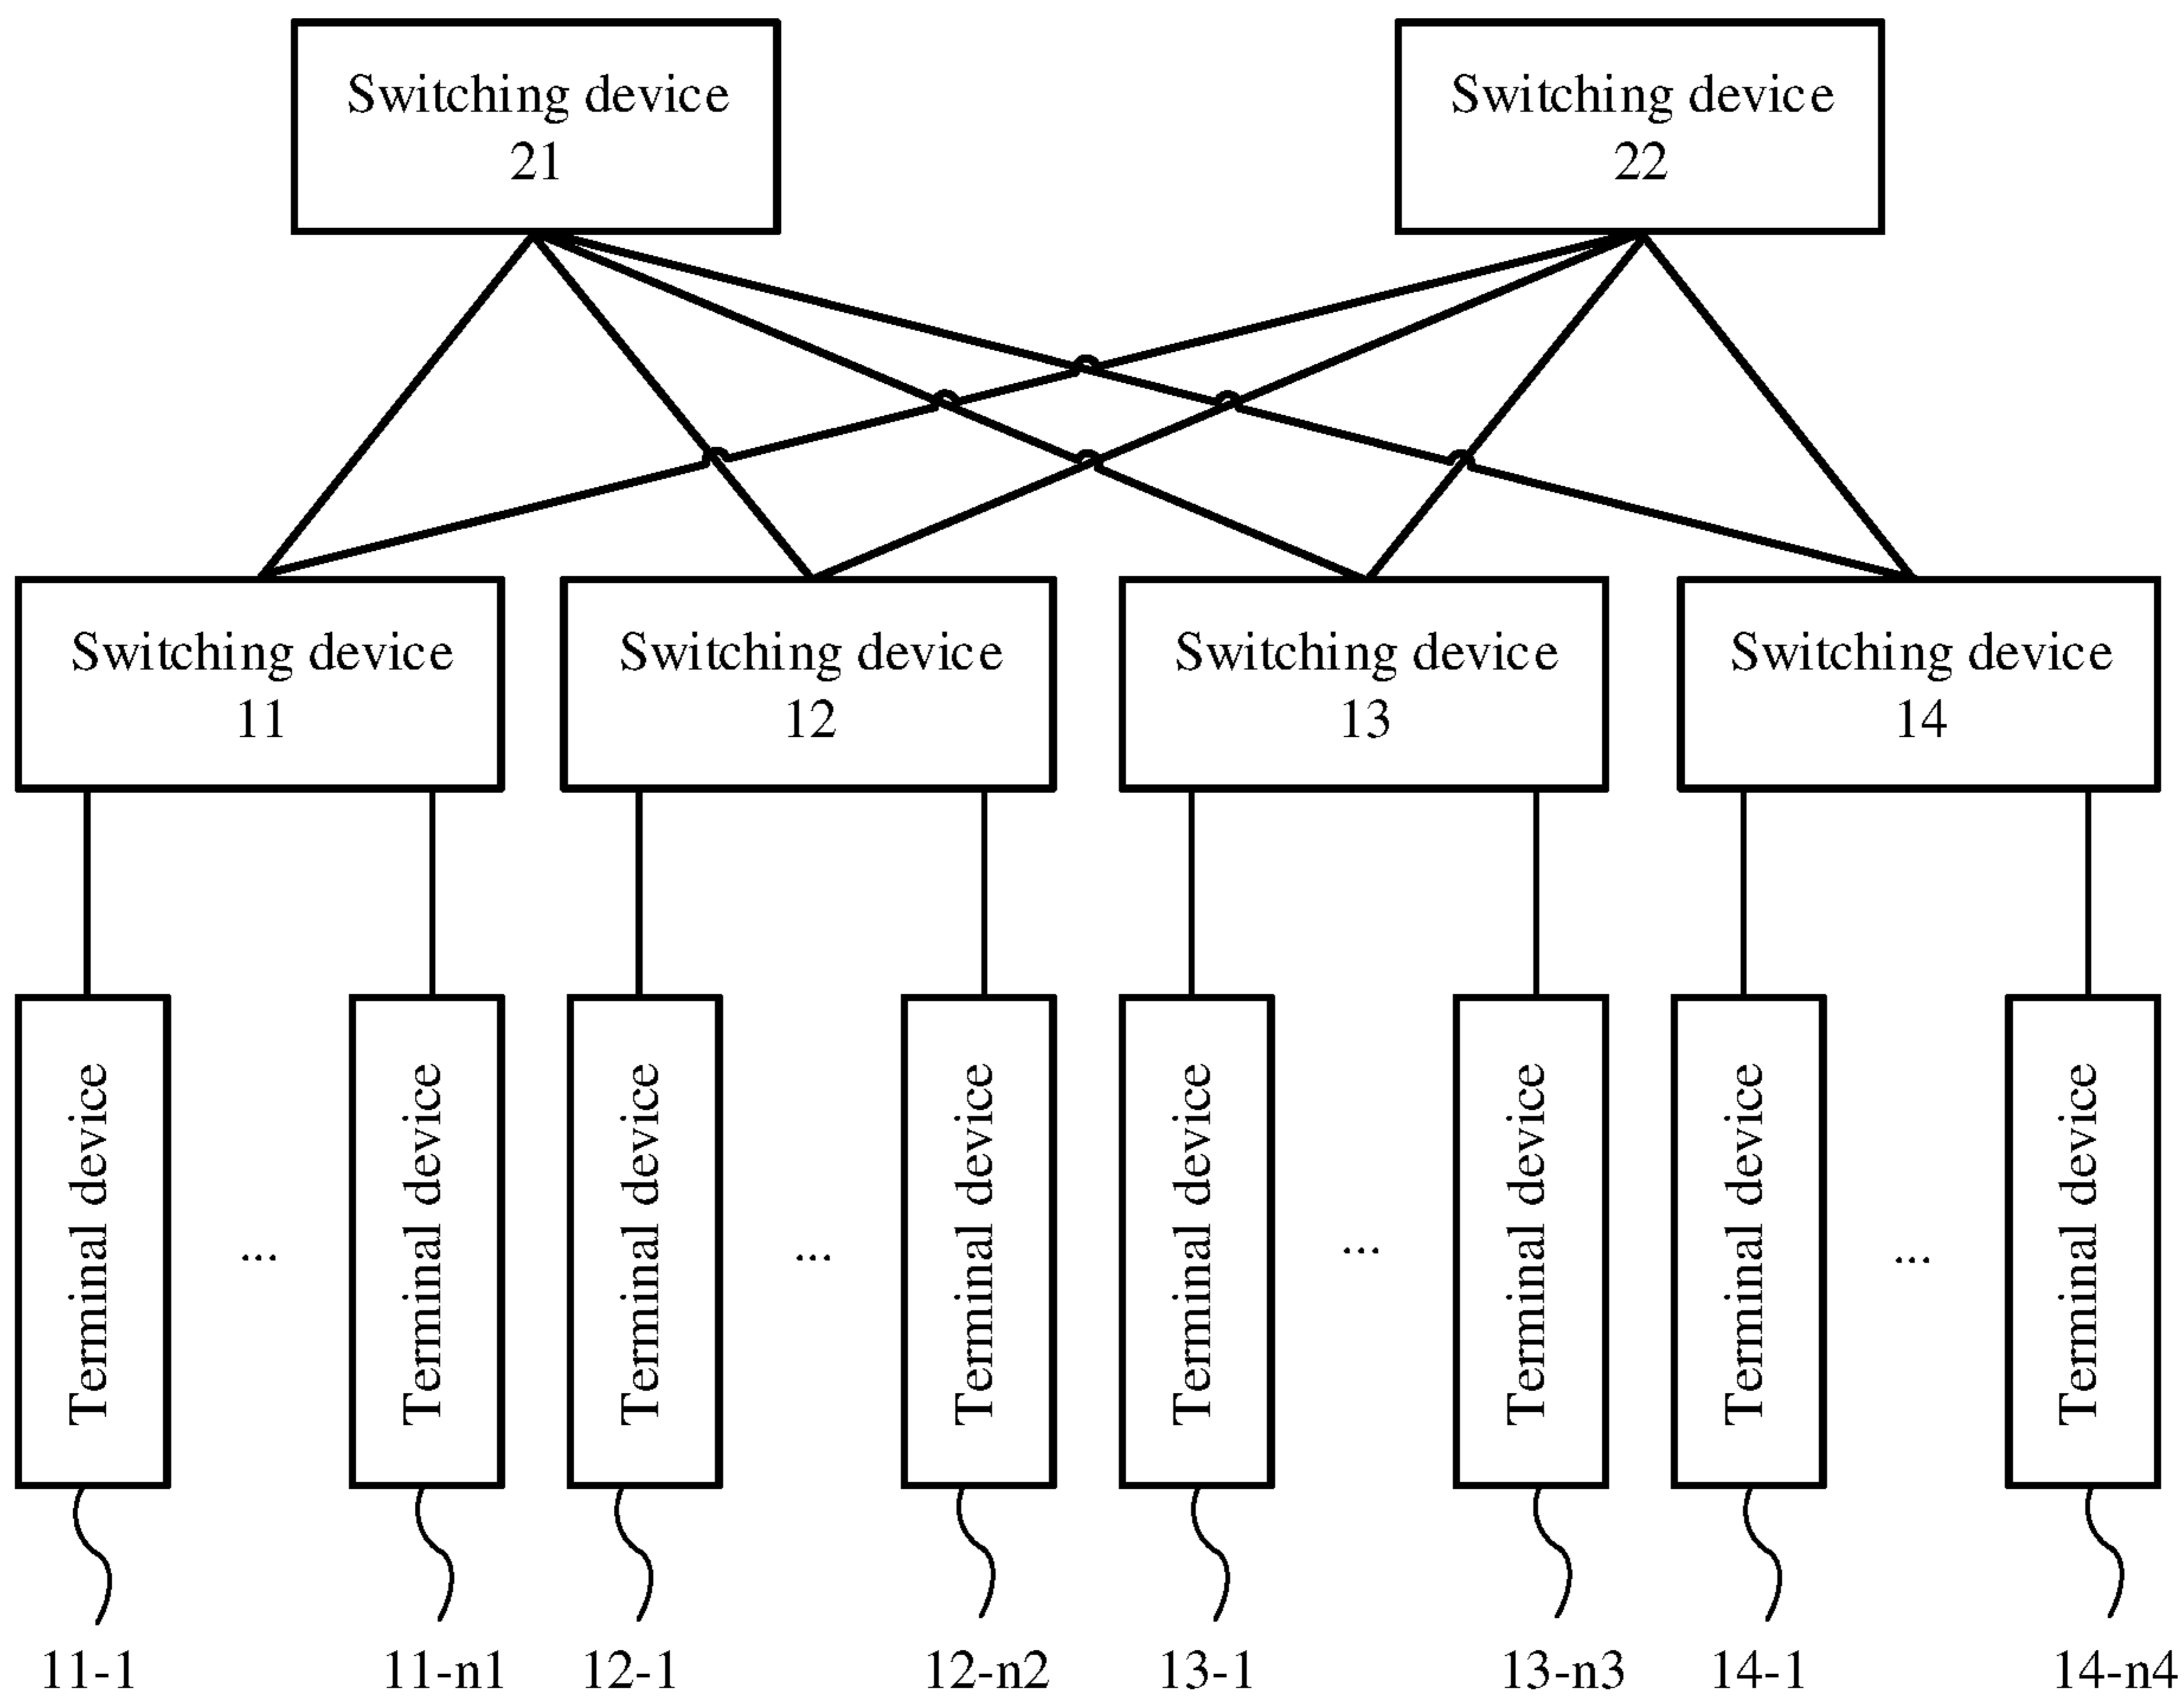 Switching device
21
Switching device
22
Switching device
11
Switching device
12
Switching device
13
Switching device
14
Terminal device
...
Terminal device
Terminal device
...
Terminal device
Terminal device
...
Terminal device
Terminal device
...
Terminal device
11-1
11-n1
12-1
12-n2
13-1
13-n3
14-1
14-n4